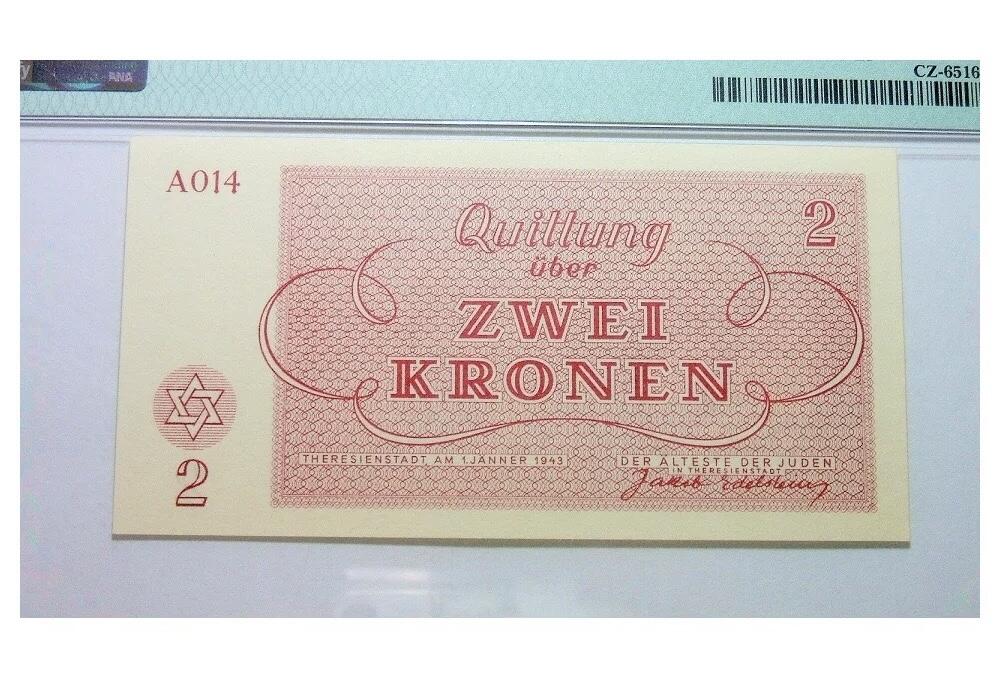 ANA
CZ-6516
A014
Quittung
2
über
ZWEI
KRONEN
2
THERESIENSTADT, AM 1.JÄNNER 1943
DER ÄLTESTE DER JUDEN
IN THERESIENSTADT
Jakob Edelstein